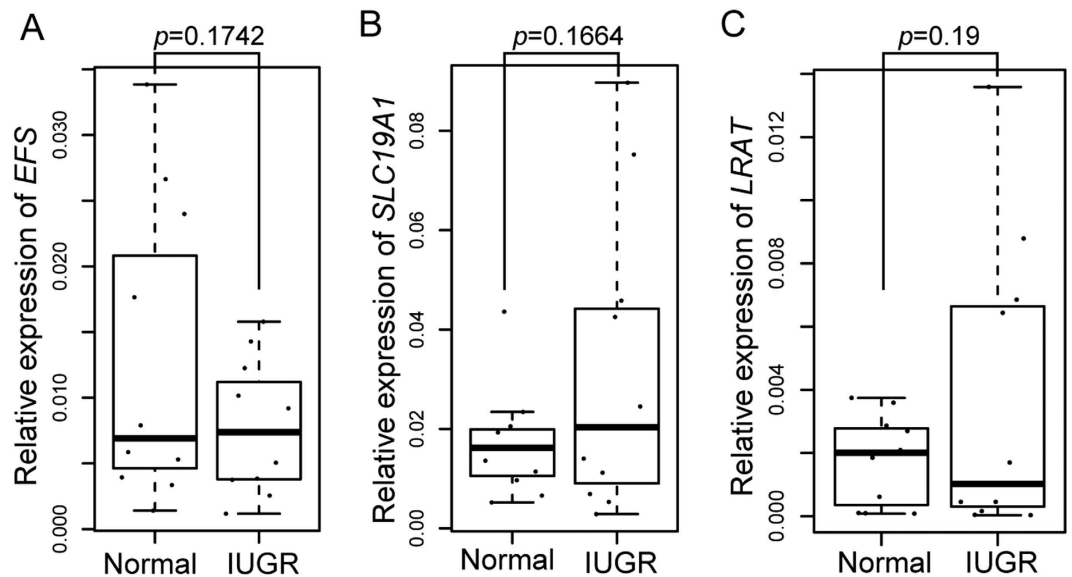 A
p=0.1742
Relative expression of EFS
0.030
0.020
0.010
0.000
Normal IUGR
B
p=0.1664
Relative expression of SLC19A1
0.08
0.06
0.04
0.02
0.00
Normal IUGR
C
p=0.19
Relative expression of LRAT
0.012
0.008
0.004
0.000
Normal IUGR